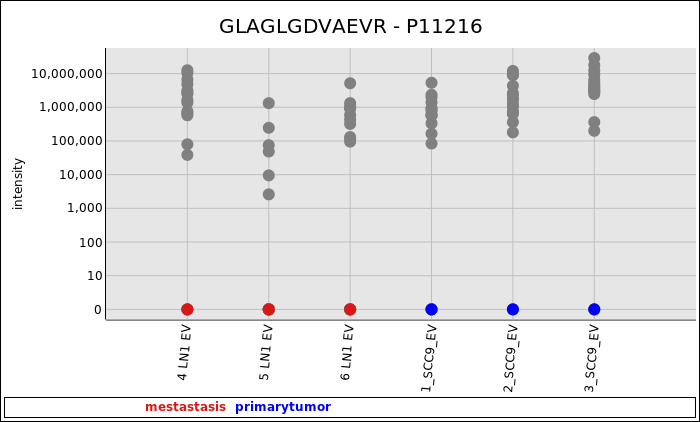 GLAGLGDVAEVR - P11216
10,000,000
1,000,000
100,000
10,000
1,000
100
10
0
intensity
4 LN1 EV
5 LN1 EV
6 LN1 EV
1_SCC9_EV
2_SCC9_EV
3_SCC9_EV
mestastasis primarytumor